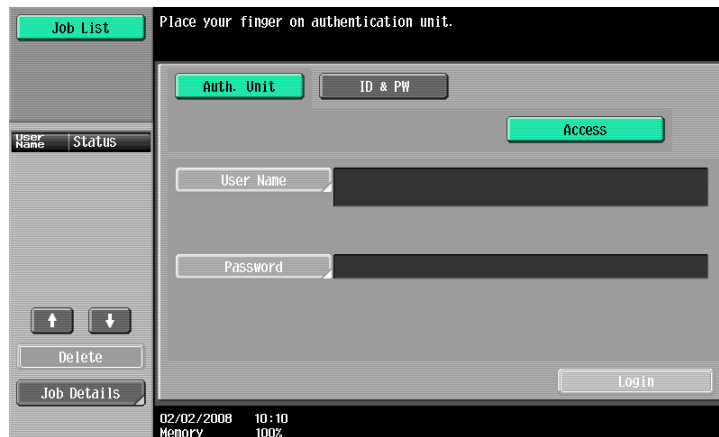 Job List
Place your finger on authentication unit.
Auth. Unit
ID & PW
Access
User Name
Status
User Name
Password
Delete
Job Details
Login
02/02/2008 10:10
Memory 100%